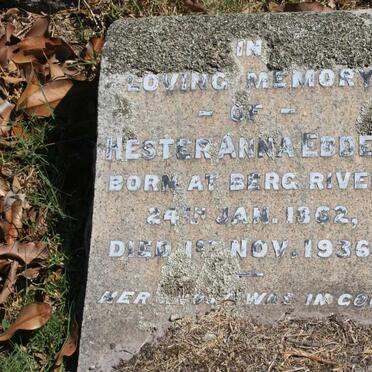 IN
LOVING MEMORY
- OF -
HESTER ANNA EBDE
BORN AT BERG RIVE
24TH JAN. 1862,
DIED 1ST NOV. 1936
HER WAS IN